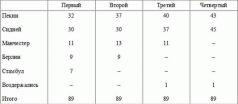 Первый Второй Третий Четвертый
Пекин 32 37 40 43
Сидней 30 30 37 45
Манчестер 11 13 11 –
Берлин 9 9 – –
Стамбул 7 – – –
Воздержались – – 1 1
Итого 89 89 89 89